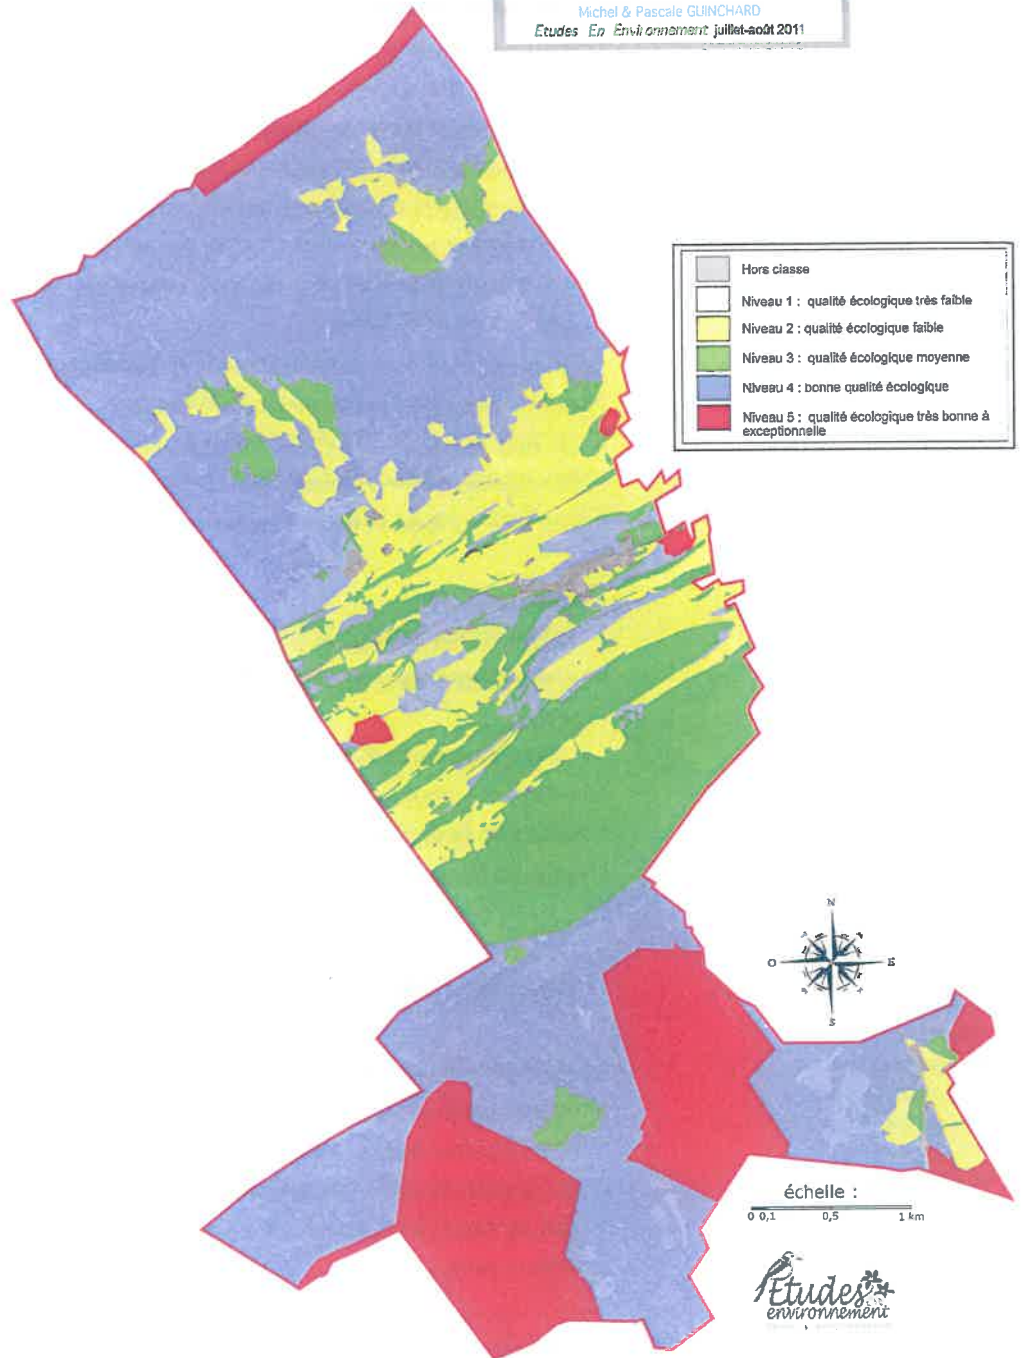 Michel & Pascale GUINCHARD
Etudes En Environnement juillet-août 2011
Hors classe
Niveau 1 : qualité écologique très faible
Niveau 2 : qualité écologique faible
Niveau 3 : qualité écologique moyenne
Niveau 4 : bonne qualité écologique
Niveau 5 : qualité écologique très bonne à
exceptionnelle
N
O
E
S
échelle :
0 0,1 0,5 1 km
Etudes
environnement